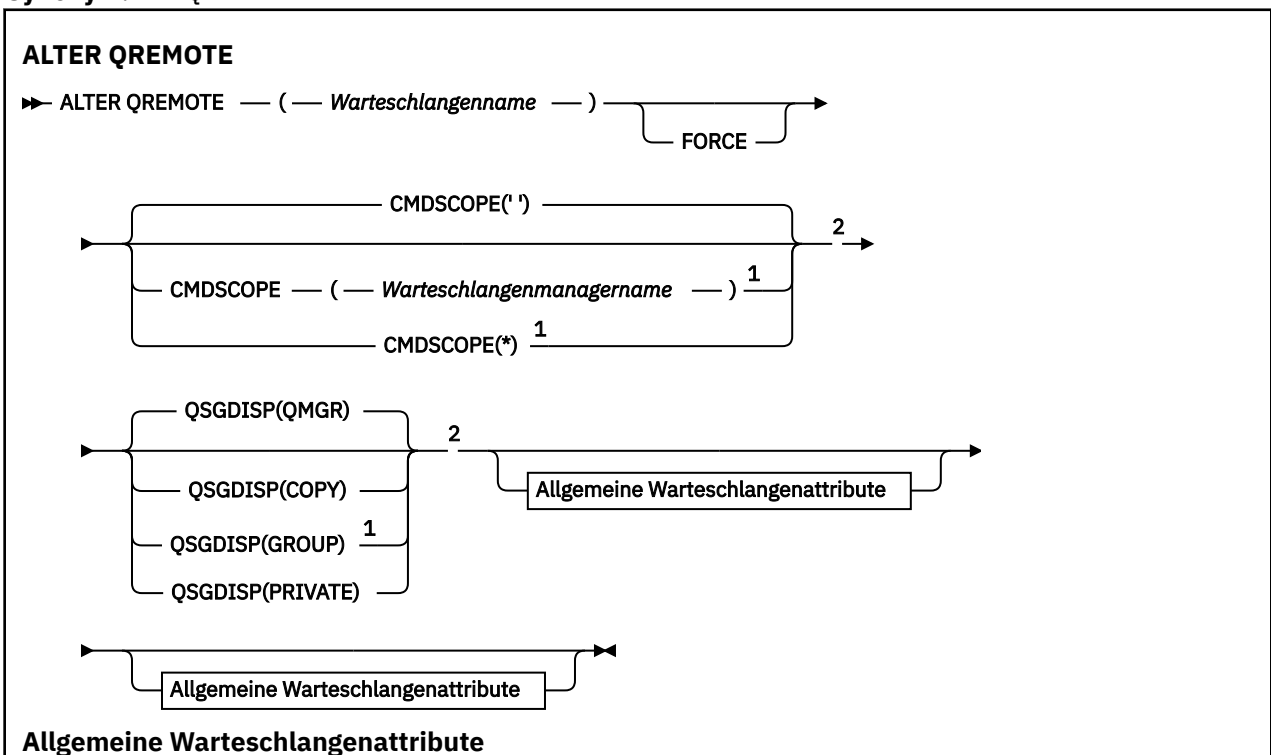 ALTER QREMOTE
ALTER QREMOTE ( Warteschlangenname )
FORCE
CMDSCOPE(' ')
2
CMDSCOPE ( Warteschlangenmanagername ) 1
CMDSCOPE(*) 1
QSGDISP(QMGR)
2
QSGDISP(COPY)
Allgemeine Warteschlangenattribute
QSGDISP(GROUP) 1
QSGDISP(PRIVATE)
Allgemeine Warteschlangenattribute
Allgemeine Warteschlangenattribute